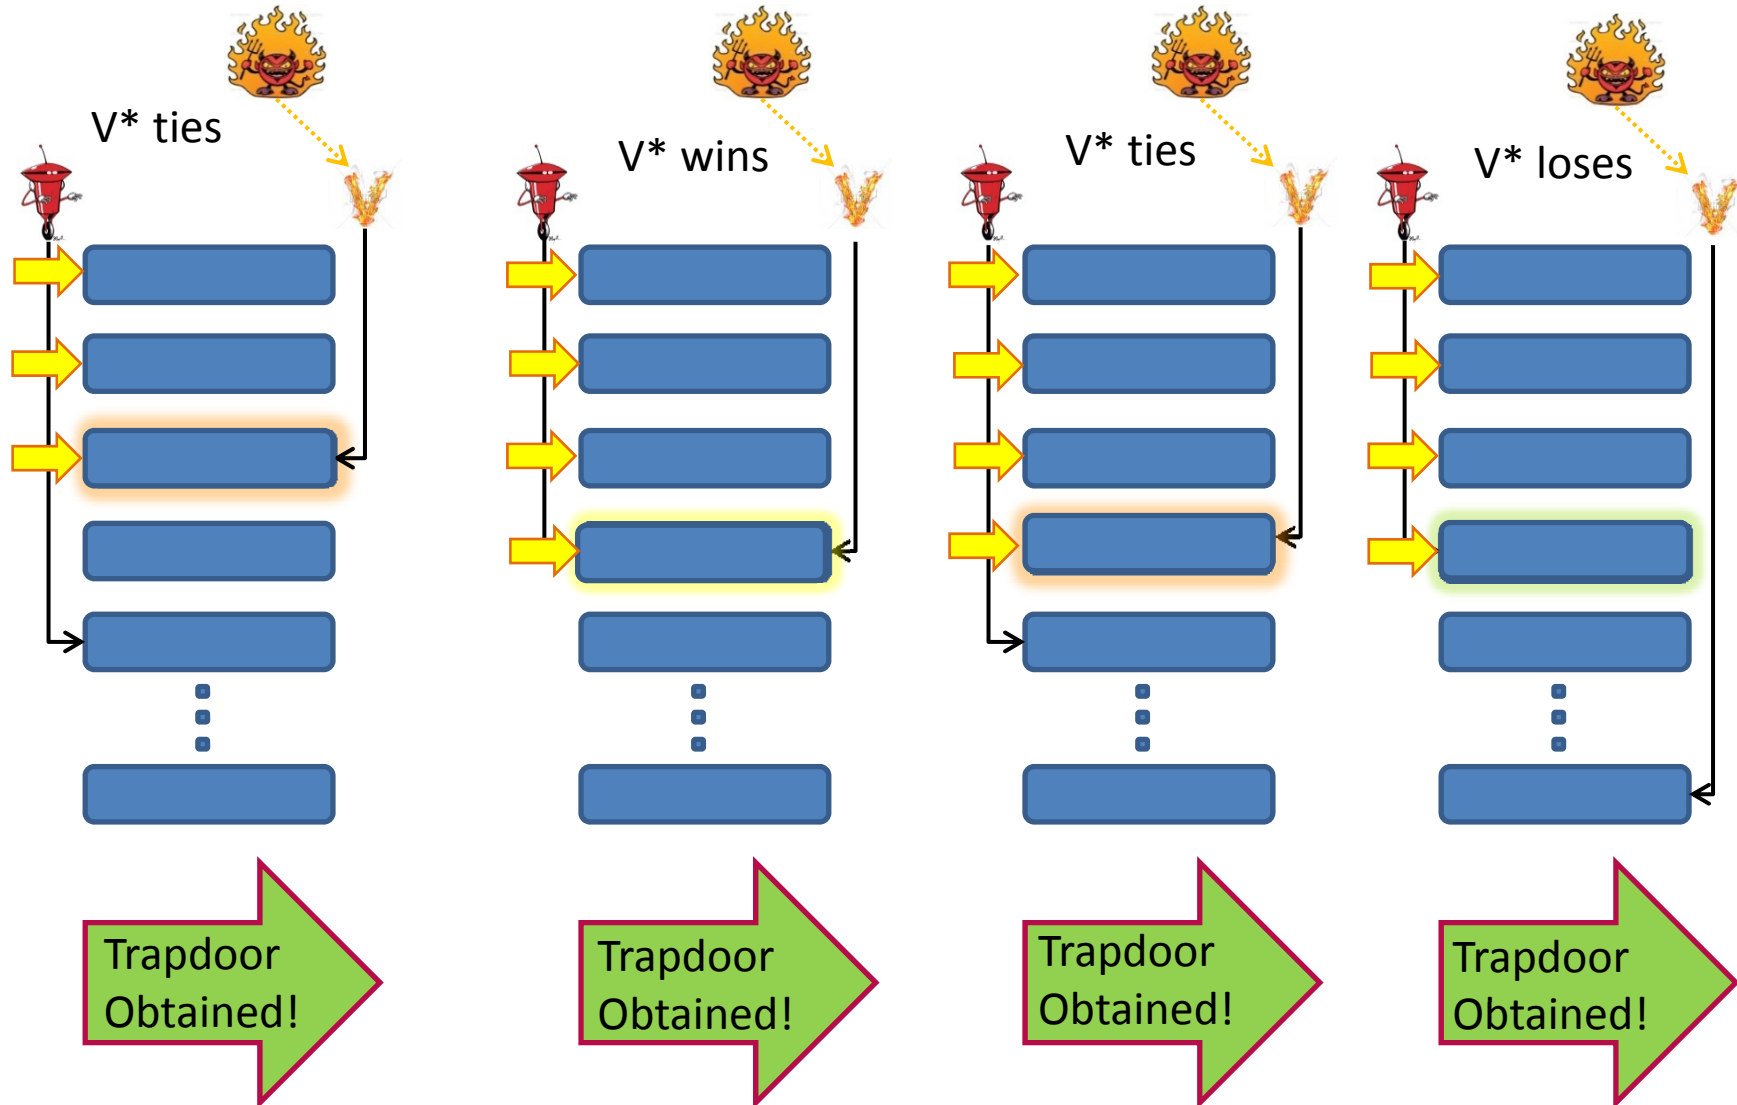 V* ties
V* wins
V* ties
V* loses
V
V
V
V
Trapdoor
Obtained!
Trapdoor
Obtained!
Trapdoor
Obtained!
Trapdoor
Obtained!